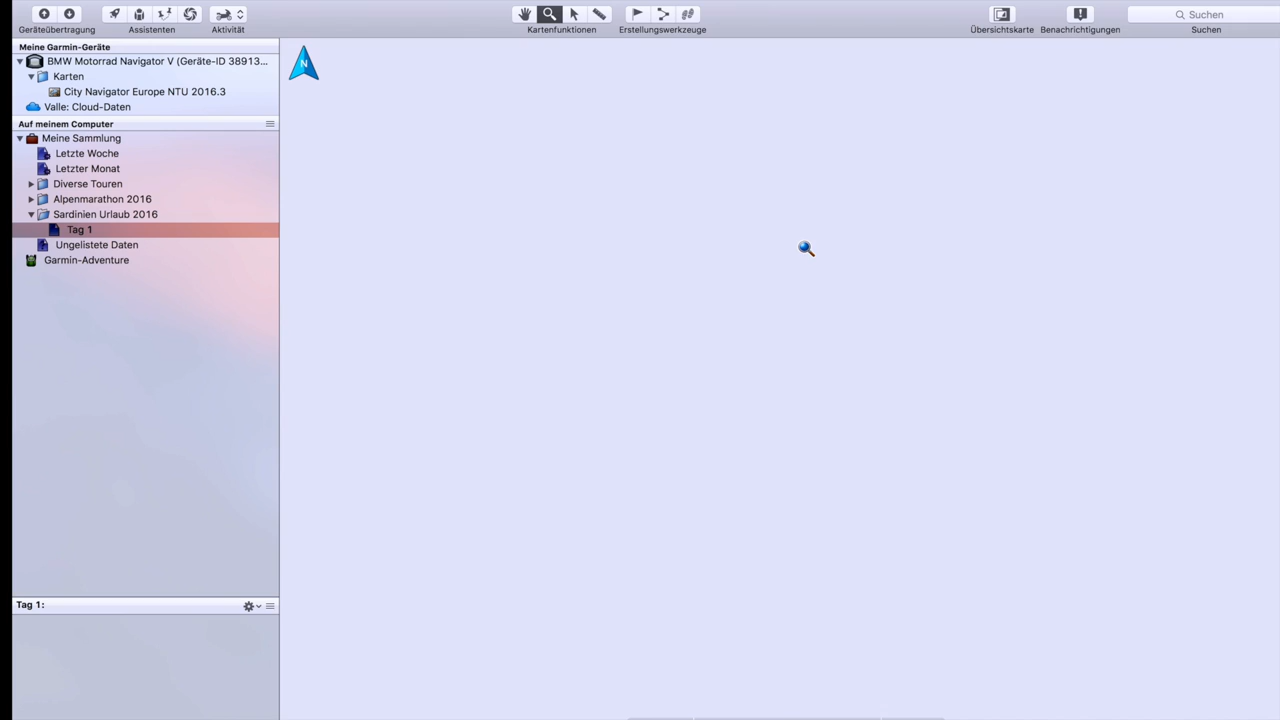 Geräteübertragung
Assistenten
Aktivität
Kartenfunktionen
Erstellungswerkzeuge
Übersichtskarte
Benachrichtigungen
Suchen
Suchen
Meine Garmin-Geräte
BMW Motorrad Navigator V (Geräte-ID 38913...
Karten
City Navigator Europe NTU 2016.3
Valle: Cloud-Daten
Auf meinem Computer
Meine Sammlung
Letzte Woche
Letzter Monat
Diverse Touren
Alpenmarathon 2016
Sardinien Urlaub 2016
Tag 1
Ungelistete Daten
Garmin-Adventure
N
Tag 1: